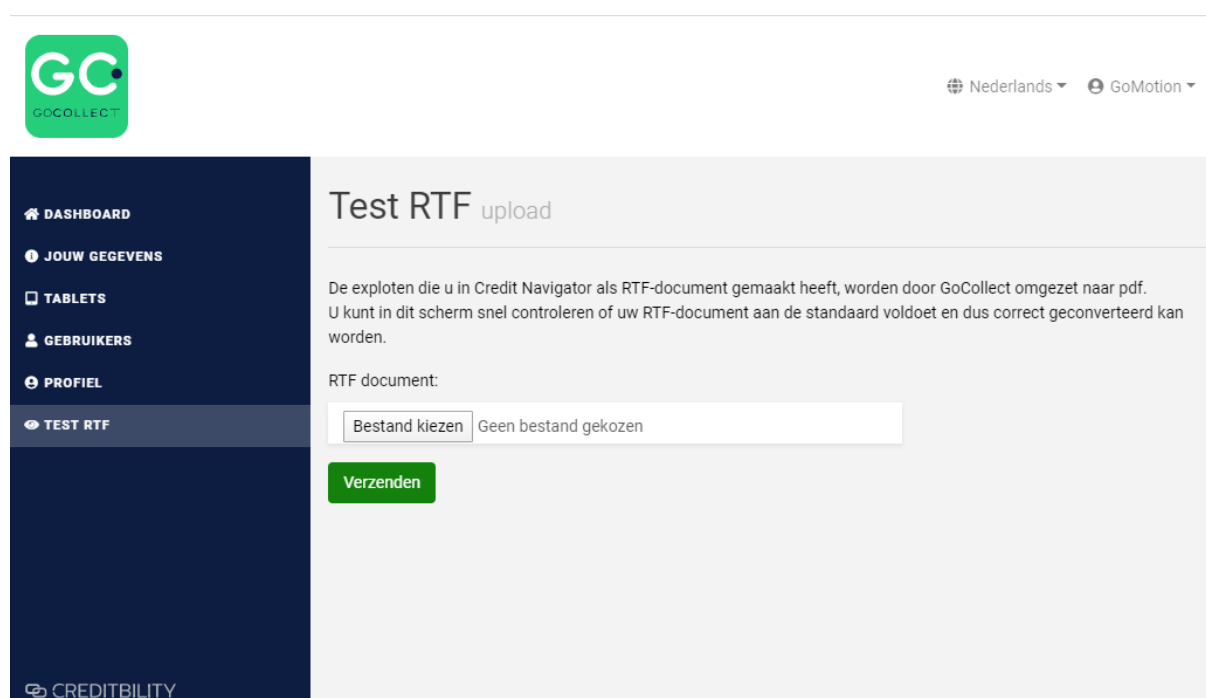 GC
GOCOLLECT
Nederlands
GoMotion
DASHBOARD
JOUW GEGEVENS
TABLETS
GEBRUIKERS
PROFIEL
TEST RTF
CREDITBILITY
Test RTF upload
De exploten die u in Credit Navigator als RTF-document gemaakt heeft, worden door GoCollect omgezet naar pdf.
U kunt in dit scherm snel controleren of uw RTF-document aan de standaard voldoet en dus correct geconverteerd kan
worden.
RTF document:
Bestand kiezen Geen bestand gekozen
Verzenden